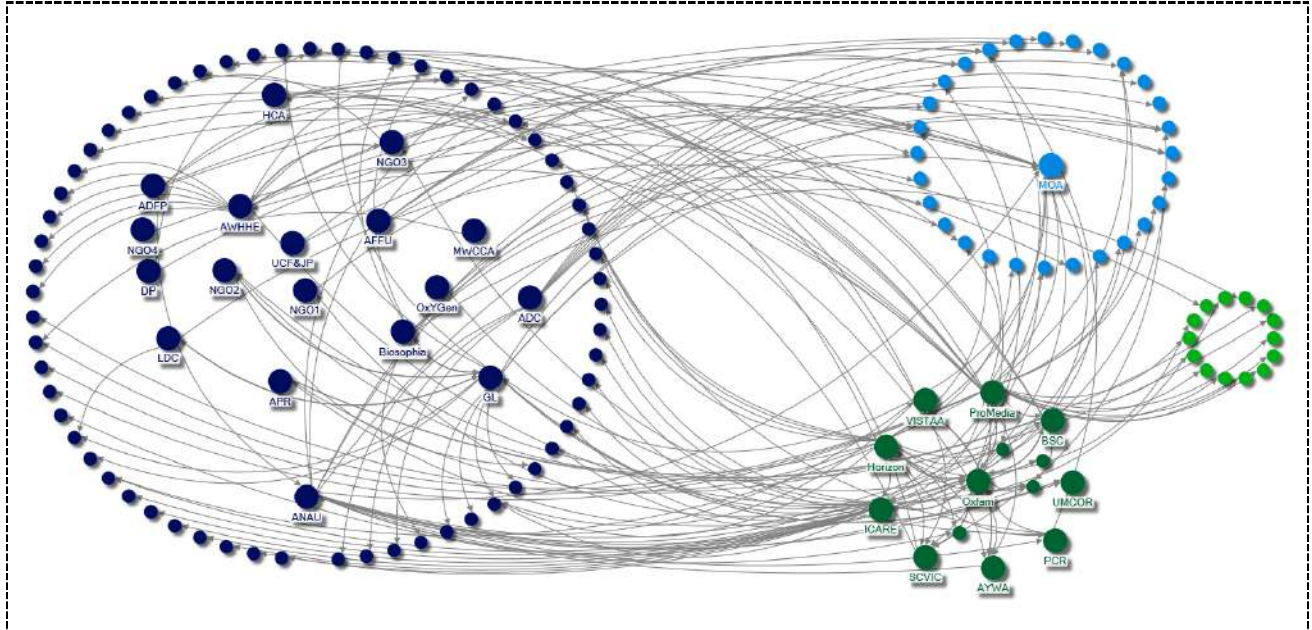 HCA
NGO3
MOA
ADFP
AWHHE
AFFU
NGO4
UCF&JP
MWCCA
DP
NGO2
NGO1
OxYGen
ADC
Biosophia
LDC
GL
APR
VISTAA
ProMedia
BSC
Horizon
Oxfam
UMCOR
ANAU
ICARE
PCR
SCVIC
AYWA